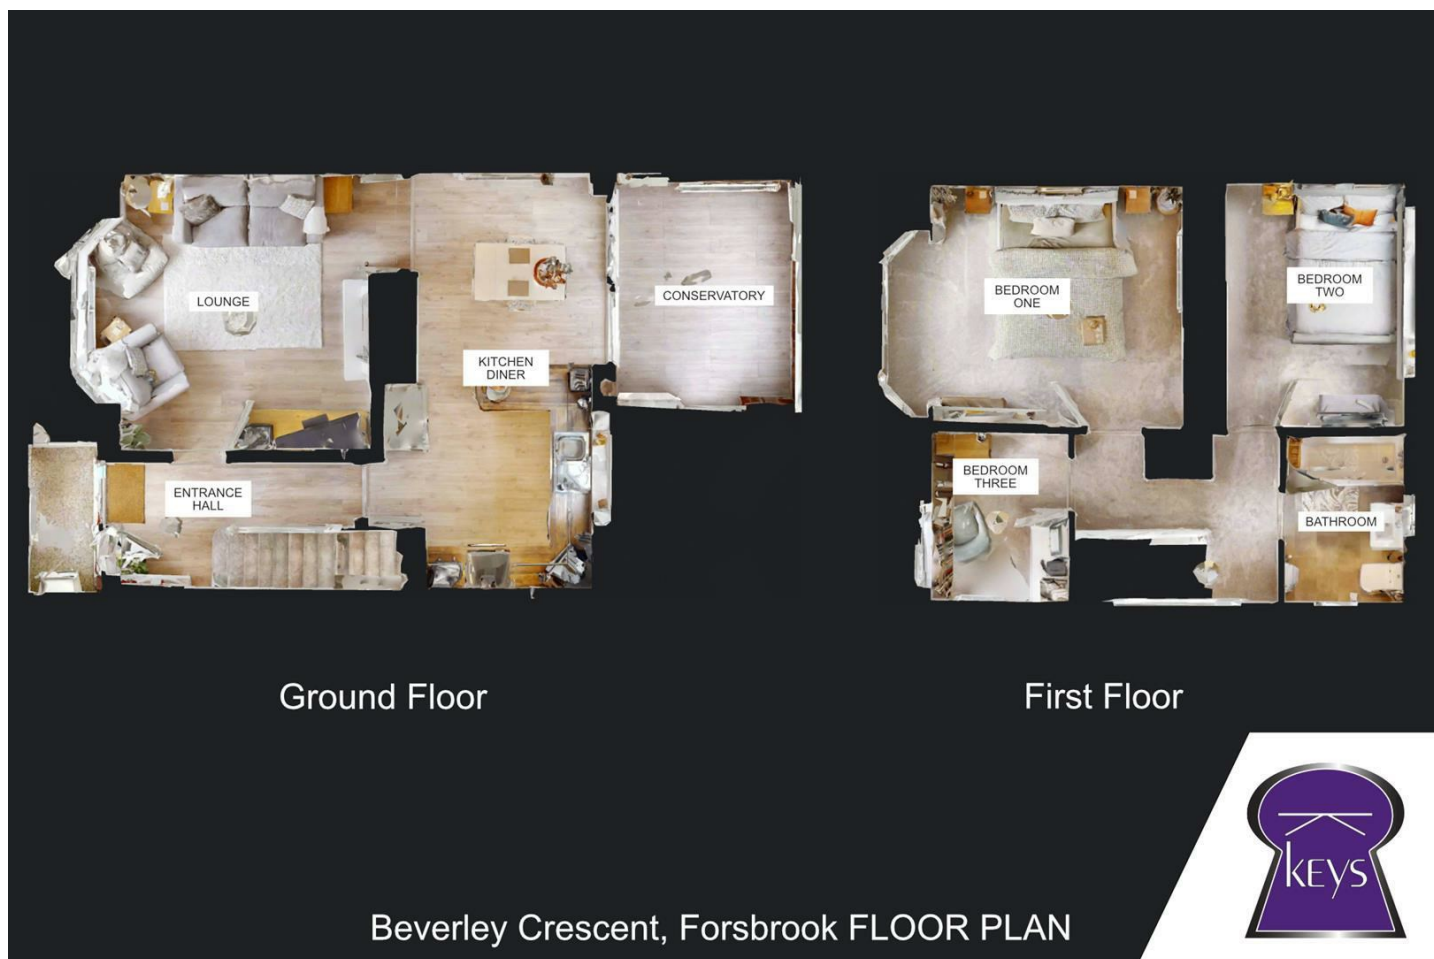 LOUNGE
KITCHEN
DINER
CONSERVATORY
ENTRANCE
HALL
BEDROOM
ONE
BEDROOM
TWO
BEDROOM
THREE
BATHROOM
Ground Floor
First Floor
KEYS
Beverley Crescent, Forsbrook FLOOR PLAN